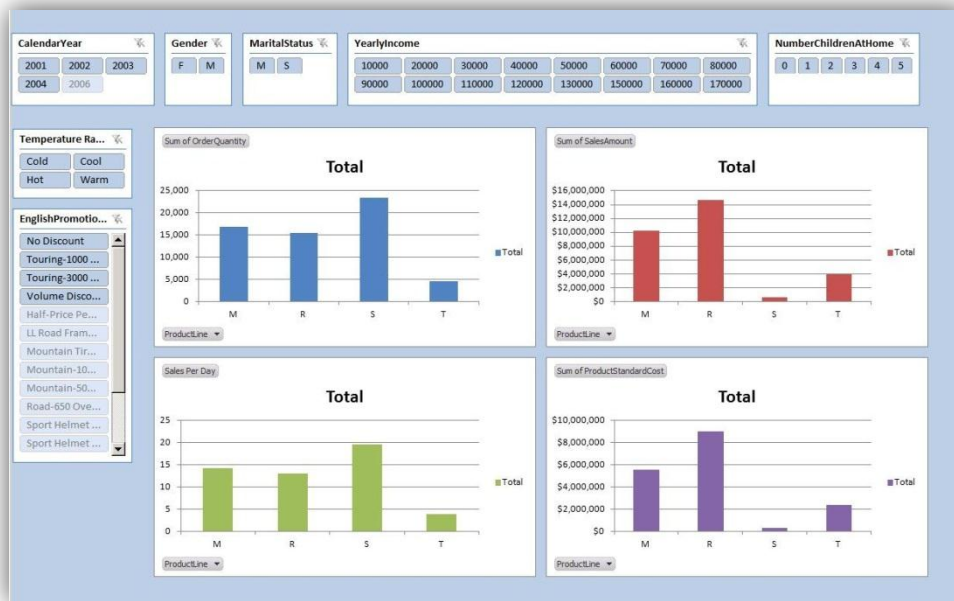 CalendarYear
2001 2002 2003
2004 2006
Gender
F M
MaritalStatus
M S
YearlyIncome
10000 20000 30000 40000 50000 60000 70000 80000
90000 100000 110000 120000 130000 150000 160000 170000
NumberChildrenAtHome
0 1 2 3 4 5
Temperature Ra...
Cold Cool
Hot Warm
EnglishPromotio...
No Discount
Touring-1000 ...
Touring-3000 ...
Volume Disco...
Half-Price Pe...
LL Road Fram...
Mountain Tir...
Mountain-10...
Mountain-50...
Road-650 Ove...
Sport Helmet ...
Sport Helmet ...
Sum of OrderQuantity
Total
25,000
20,000
15,000
10,000
5,000
0
M R S T
Total
ProductLine
Sum of SalesAmount
Total
$16,000,000
$14,000,000
$12,000,000
$10,000,000
$8,000,000
$6,000,000
$4,000,000
$2,000,000
$0
M R S T
Total
ProductLine
Sales Per Day
Total
25
20
15
10
5
0
M R S T
Total
ProductLine
Sum of ProductStandardCost
Total
$10,000,000
$8,000,000
$6,000,000
$4,000,000
$2,000,000
$0
M R S T
Total
ProductLine